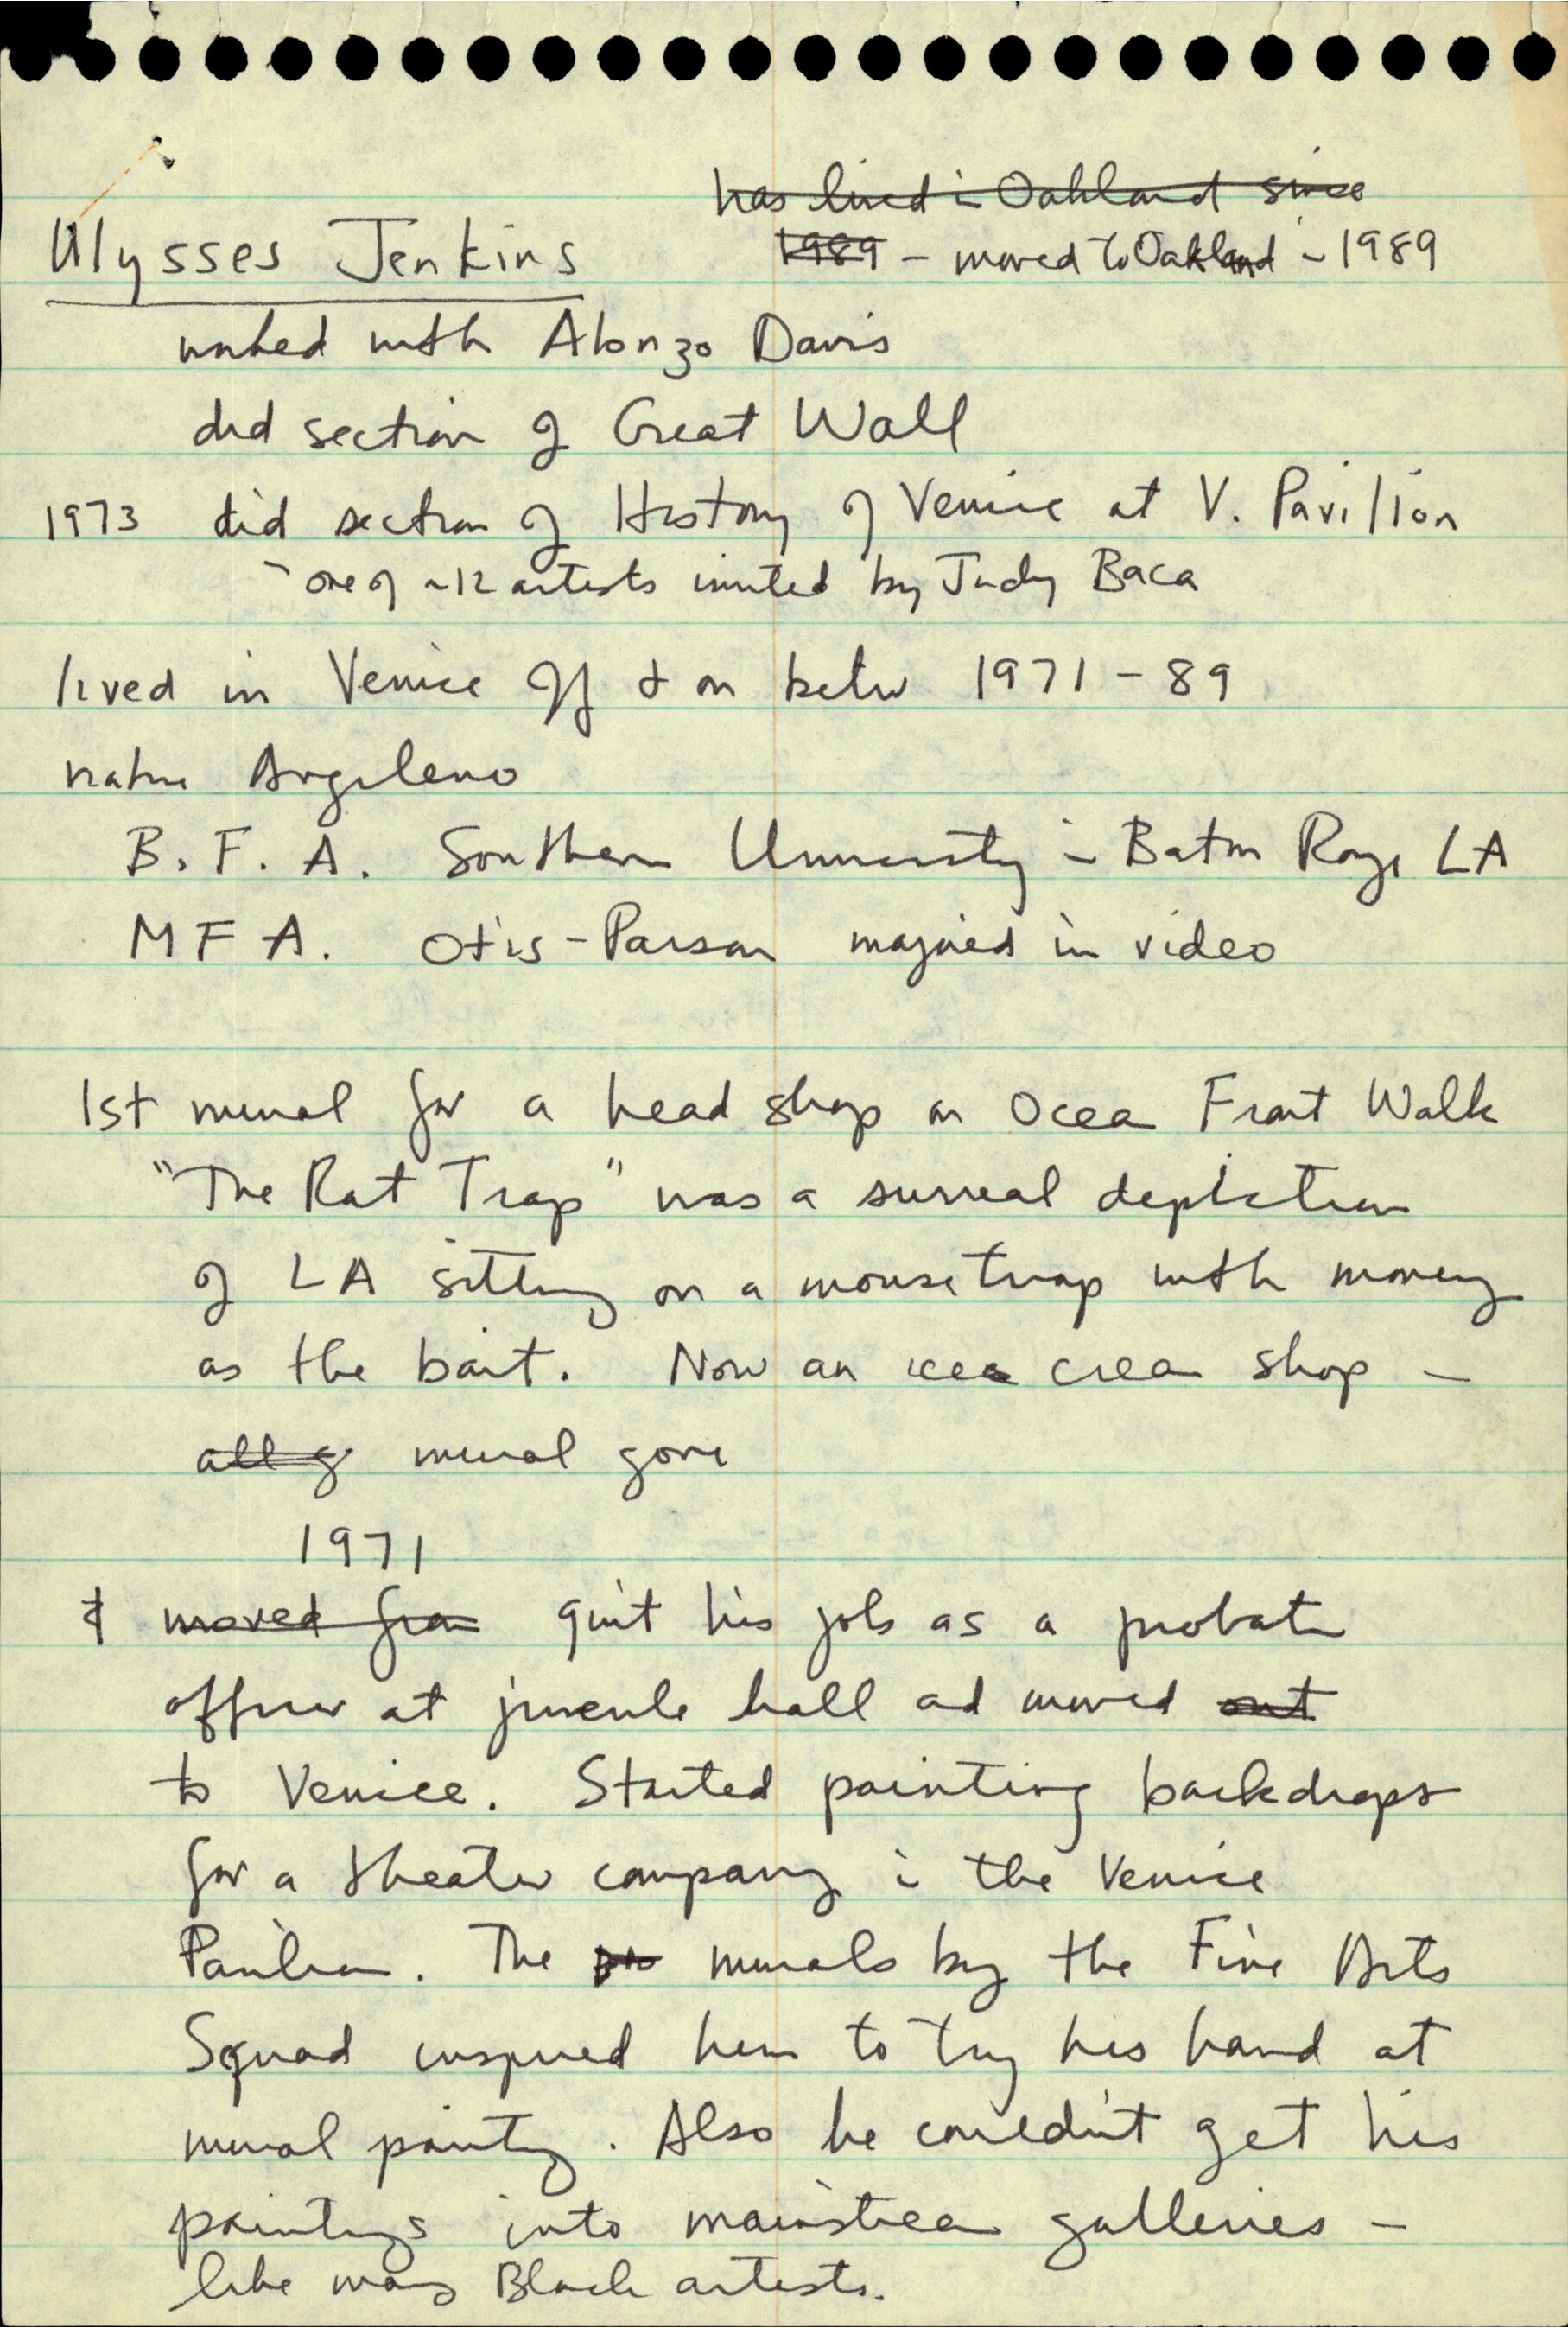 has lived in Oakland since
Ulysses Jenkins
1989 - moved to Oakland in 1989
worked with Alonzo Davis
did section of Great Wall
1973 did section of History of Venice at V. Pavilion
- one of ~12 artists invited by Judy Baca
lived in Venice off & on betw 1971-89
native Angeleno
B.F.A. Southern University in Baton Rouge LA
MFA. Otis-Parson majored in video
1st mural for a head shop on Ocean Front Walk
"The Rat Trap" was a surreal depiction
of LA sitting on a mousetrap with money
as the bait. Now an ice cream shop -
all g mural gone
1971
& moved from quit his job as a probation
officer at juvenile hall and moved out
to Venice. Started painting backdrops
for a theater company in the Venice
Pavilion. The murals by the Fine Arts
Squad inspired him to try his hand at
mural painting. Also he couldn't get his
paintings into mainstream galleries -
like many Black artists.